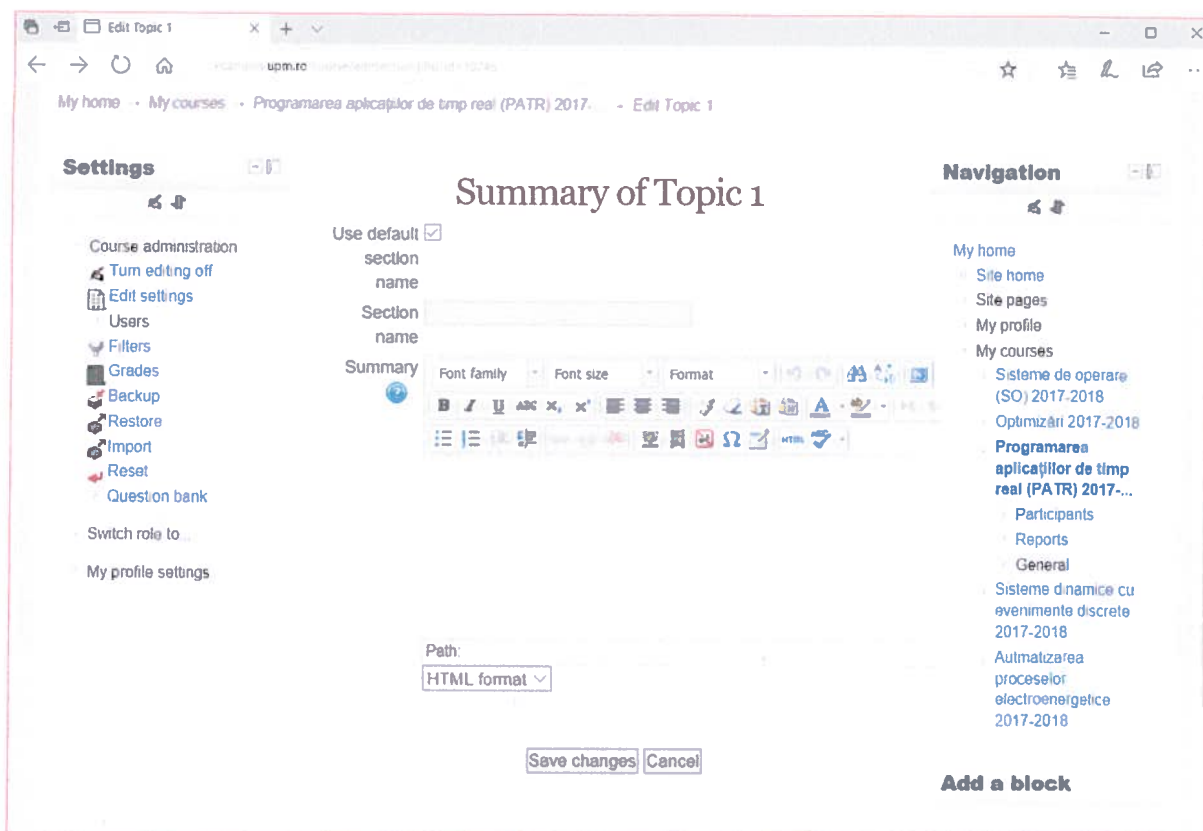 Edit Topic 1
upm.ro
My home
My courses
Programarea aplicațiilor de timp real (PATR) 2017-
Edit Topic 1
Settings
Course administration
Turn editing off
Edit settings
Users
Filters
Grades
Backup
Restore
Import
Reset
Question bank
Switch role to...
My profile settings
Summary of Topic 1
Use default
section
name
Section
name
Summary
Font family
Font size
Format
B I U ABC x, x'
A
Ω HTML
Path:
HTML format
Save changes Cancel
Navigation
My home
Site home
Site pages
My profile
My courses
Sisteme de operare
(SO) 2017-2018
Optimizări 2017-2018
Programarea
aplicațiilor de timp
real (PATR) 2017-...
Participants
Reports
General
Sisteme dinamice cu
evenimente discrete
2017-2018
Autmatizarea
proceselor
electroenergetice
2017-2018
Add a block